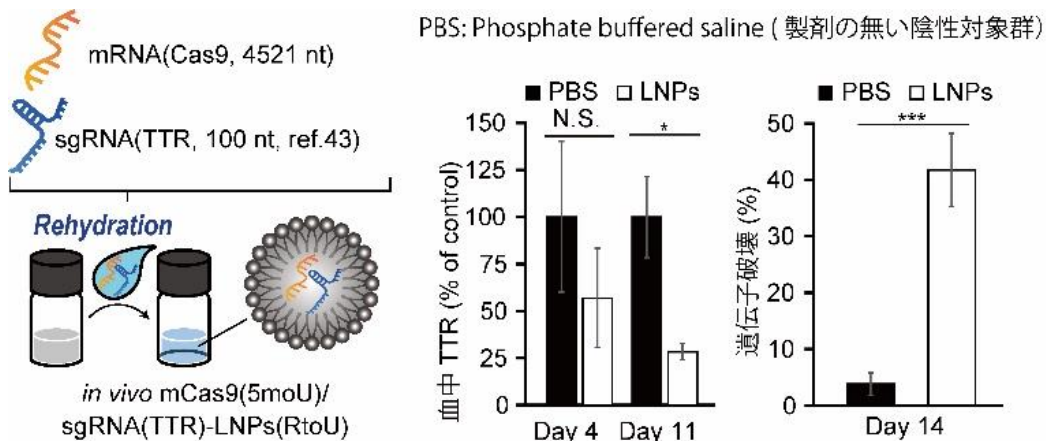 PBS: Phosphate buffered saline ( 製剤の無い陰性対象群)
mRNA(Cas9, 4521 nt)
sgRNA(TTR, 100 nt, ref.43)
Rehydration
in vivo mCas9(5moU)/
sgRNA(TTR)-LNPs(RtoU)
PBS LNPs
N.S.
*
150
125
100
75
50
25
0
血中 TTR (% of control)
Day 4 Day 11
PBS LNPs
***
50
40
30
20
10
0
遺伝子破壊 (%)
Day 14